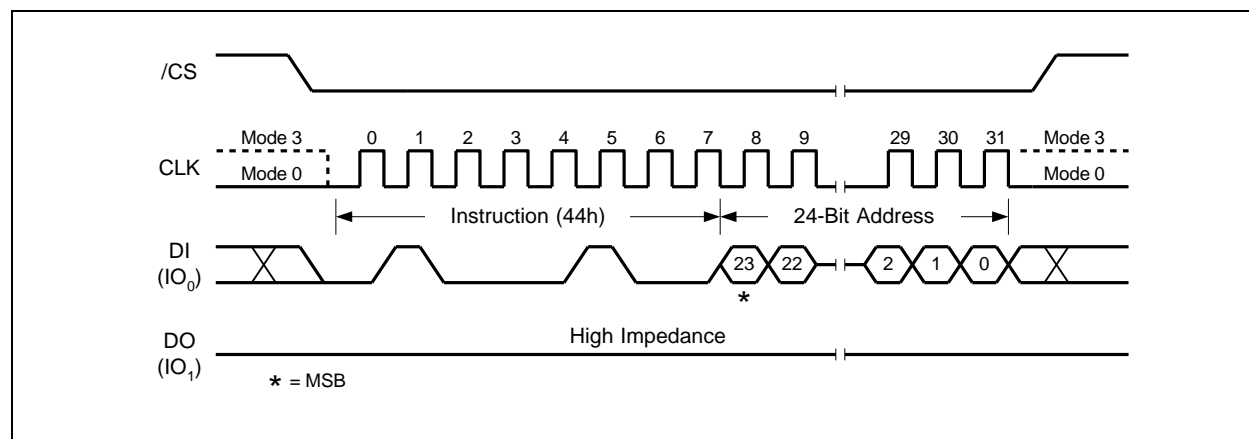 /CS
Mode 3 0 1 2 3 4 5 6 7 8 9 29 30 31 Mode 3
CLK
Mode 0 Mode 0
Instruction (44h) 24-Bit Address
DI
(IO0)
23 22 2 1 0
*
DO
(IO1)
High Impedance
* = MSB